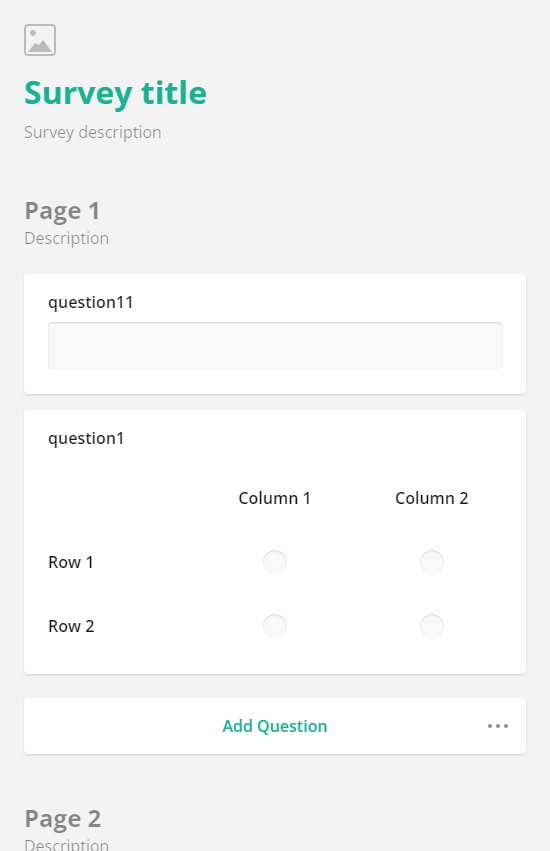 Survey title
Survey description
Page 1
Description
question11
question1
Column 1 Column 2
Row 1
Row 2
Add Question
Page 2
Description